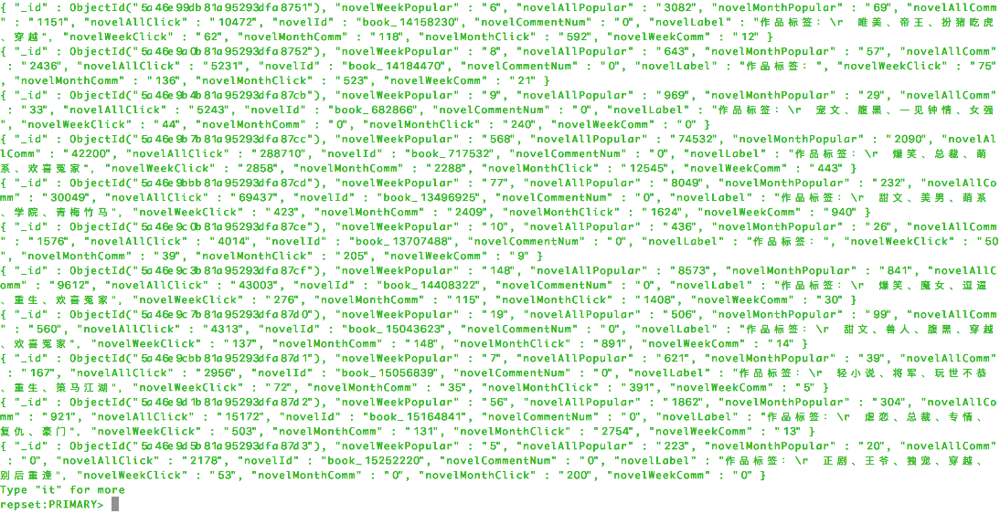 { "_id" : ObjectId("5a46e99db81a95293dfa8751"), "novelWeekPopular" : "6", "novelAllPopular" : "3082", "novelMonthPopular" : "69", "novelAllComm"
 : "1151", "novelAllClick" : "10472", "novelId" : "book_14158230", "novelCommentNum" : "0", "novelLabel" : "作品标签：\r 唯美、帝王、扮猪吃虎
、穿越", "novelWeekClick" : "62", "novelMonthComm" : "118", "novelMonthClick" : "592", "novelWeekComm" : "12" }
{ "_id" : ObjectId("5a46e9a0b81a95293dfa8752"), "novelWeekPopular" : "8", "novelAllPopular" : "643", "novelMonthPopular" : "57", "novelAllComm"
 : "2436", "novelAllClick" : "5231", "novelId" : "book_14184470", "novelCommentNum" : "0", "novelLabel" : "作品标签：", "novelWeekClick" : "75"
, "novelMonthComm" : "136", "novelMonthClick" : "523", "novelWeekComm" : "21" }
{ "_id" : ObjectId("5a46e9b4b81a95293dfa87cb"), "novelWeekPopular" : "9", "novelAllPopular" : "969", "novelMonthPopular" : "29", "novelAllComm"
 : "33", "novelAllClick" : "5243", "novelId" : "book_682866", "novelCommentNum" : "0", "novelLabel" : "作品标签：\r 宠文、腹黑、一见钟情、女强
", "novelWeekClick" : "44", "novelMonthComm" : "0", "novelMonthClick" : "240", "novelWeekComm" : "0" }
{ "_id" : ObjectId("5a46e9b7b81a95293dfa87cc"), "novelWeekPopular" : "568", "novelAllPopular" : "74532", "novelMonthPopular" : "2090", "novelAl
lComm" : "42200", "novelAllClick" : "288710", "novelId" : "book_717532", "novelCommentNum" : "0", "novelLabel" : "作品标签：\r 爆笑、总裁、萌
系、欢喜冤家", "novelWeekClick" : "2858", "novelMonthComm" : "2288", "novelMonthClick" : "12545", "novelWeekComm" : "443" }
{ "_id" : ObjectId("5a46e9bbb81a95293dfa87cd"), "novelWeekPopular" : "77", "novelAllPopular" : "8049", "novelMonthPopular" : "232", "novelAllCo
mm" : "30049", "novelAllClick" : "69437", "novelId" : "book_13496925", "novelCommentNum" : "0", "novelLabel" : "作品标签：\r 甜文、美男、萌系
、学院、青梅竹马", "novelWeekClick" : "423", "novelMonthComm" : "2409", "novelMonthClick" : "1624", "novelWeekComm" : "940" }
{ "_id" : ObjectId("5a46e9c0b81a95293dfa87ce"), "novelWeekPopular" : "10", "novelAllPopular" : "436", "novelMonthPopular" : "26", "novelAllComm
" : "1576", "novelAllClick" : "4014", "novelId" : "book_13707488", "novelCommentNum" : "0", "novelLabel" : "作品标签：", "novelWeekClick" : "50
", "novelMonthComm" : "39", "novelMonthClick" : "205", "novelWeekComm" : "9" }
{ "_id" : ObjectId("5a46e9c3b81a95293dfa87cf"), "novelWeekPopular" : "148", "novelAllPopular" : "8573", "novelMonthPopular" : "841", "novelAllC
omm" : "9612", "novelAllClick" : "43003", "novelId" : "book_14408322", "novelCommentNum" : "0", "novelLabel" : "作品标签：\r 爆笑、魔女、逗逼
、重生、欢喜冤家", "novelWeekClick" : "276", "novelMonthComm" : "115", "novelMonthClick" : "1408", "novelWeekComm" : "30" }
{ "_id" : ObjectId("5a46e9c7b81a95293dfa87d0"), "novelWeekPopular" : "19", "novelAllPopular" : "506", "novelMonthPopular" : "99", "novelAllComm
" : "560", "novelAllClick" : "4313", "novelId" : "book_15043623", "novelCommentNum" : "0", "novelLabel" : "作品标签：\r 甜文、兽人、腹黑、穿越
、欢喜冤家", "novelWeekClick" : "137", "novelMonthComm" : "148", "novelMonthClick" : "891", "novelWeekComm" : "14" }
{ "_id" : ObjectId("5a46e9cbb81a95293dfa87d1"), "novelWeekPopular" : "7", "novelAllPopular" : "621", "novelMonthPopular" : "39", "novelAllComm"
 : "167", "novelAllClick" : "2956", "novelId" : "book_15056839", "novelCommentNum" : "0", "novelLabel" : "作品标签：\r 轻小说、将军、玩世不恭
、重生、策马江湖", "novelWeekClick" : "72", "novelMonthComm" : "35", "novelMonthClick" : "391", "novelWeekComm" : "5" }
{ "_id" : ObjectId("5a46e9d1b81a95293dfa87d2"), "novelWeekPopular" : "56", "novelAllPopular" : "1862", "novelMonthPopular" : "304", "novelAllCo
mm" : "921", "novelAllClick" : "15172", "novelId" : "book_15164841", "novelCommentNum" : "0", "novelLabel" : "作品标签：\r 虐恋、总裁、专情、
复仇、豪门", "novelWeekClick" : "503", "novelMonthComm" : "131", "novelMonthClick" : "2754", "novelWeekComm" : "13" }
{ "_id" : ObjectId("5a46e9d5b81a95293dfa87d3"), "novelWeekPopular" : "5", "novelAllPopular" : "223", "novelMonthPopular" : "20", "novelAllComm"
 : "0", "novelAllClick" : "2178", "novelId" : "book_15252220", "novelCommentNum" : "0", "novelLabel" : "作品标签：\r 正剧、王爷、独宠、穿越、
别后重逢", "novelWeekClick" : "53", "novelMonthComm" : "0", "novelMonthClick" : "200", "novelWeekComm" : "0" }
Type "it" for more
repset:PRIMARY>